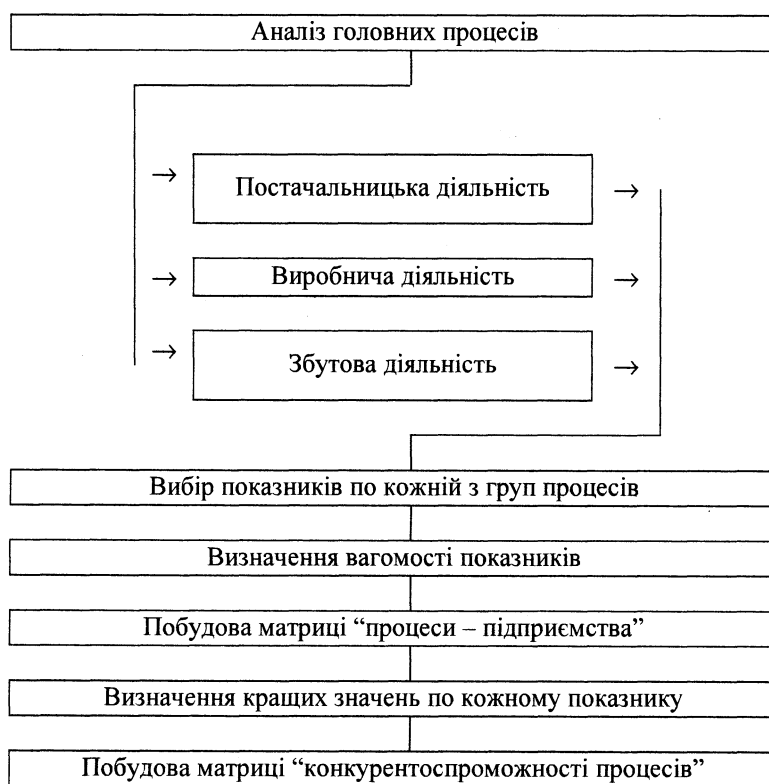 Аналіз головних процесів
→ Постачальницька діяльність →
→ Виробнича діяльність →
→ Збутова діяльність →
Вибір показників по кожній з груп процесів
Визначення вагомості показників
Побудова матриці “процеси – підприємства”
Визначення кращих значень по кожному показнику
Побудова матриці “конкурентоспроможності процесів”